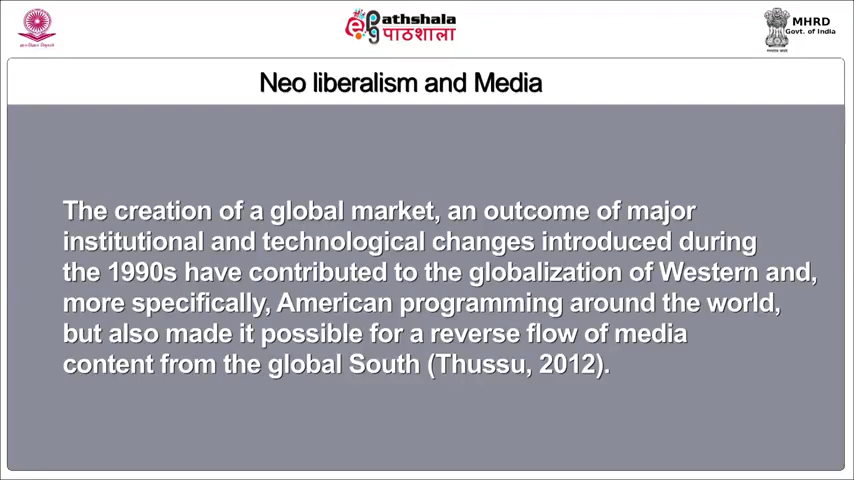 Pathshala
पाठशाला
MHRD
Govt. of India
Neo liberalism and Media
The creation of a global market, an outcome of major
institutional and technological changes introduced during
the 1990s have contributed to the globalization of Western and,
more specifically, American programming around the world,
but also made it possible for a reverse flow of media
content from the global South (Thussu, 2012).